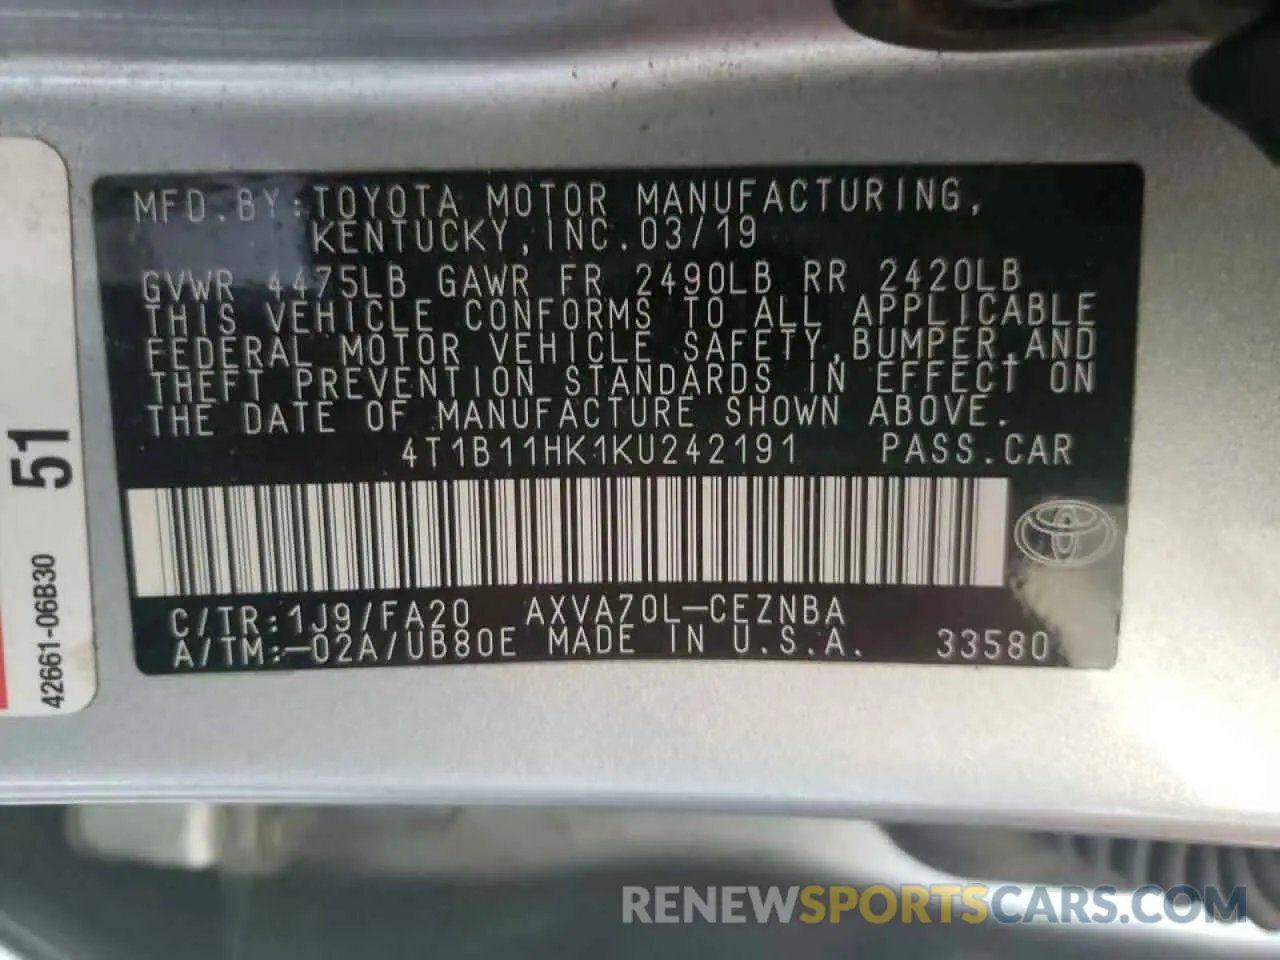 MFD.BY:TOYOTA MOTOR MANUFACTURING,
KENTUCKY,INC.03/19
GVWR 4475LB GAWR FR 2490LB RR 2420LB
THIS VEHICLE CONFORMS TO ALL APPLICABLE
FEDERAL MOTOR VEHICLE SAFETY,BUMPER,AND
THEFT PREVENTION STANDARDS IN EFFECT ON
THE DATE OF MANUFACTURE SHOWN ABOVE.
4T1B11HK1KU242191 PASS.CAR
C/TR:1J9/FA20 AXVA70L-CEZNBA
A/TM:-02A/UB80E MADE IN U.S.A. 33580
51
42661-06B30
RENEWSPORTSCARS.COM